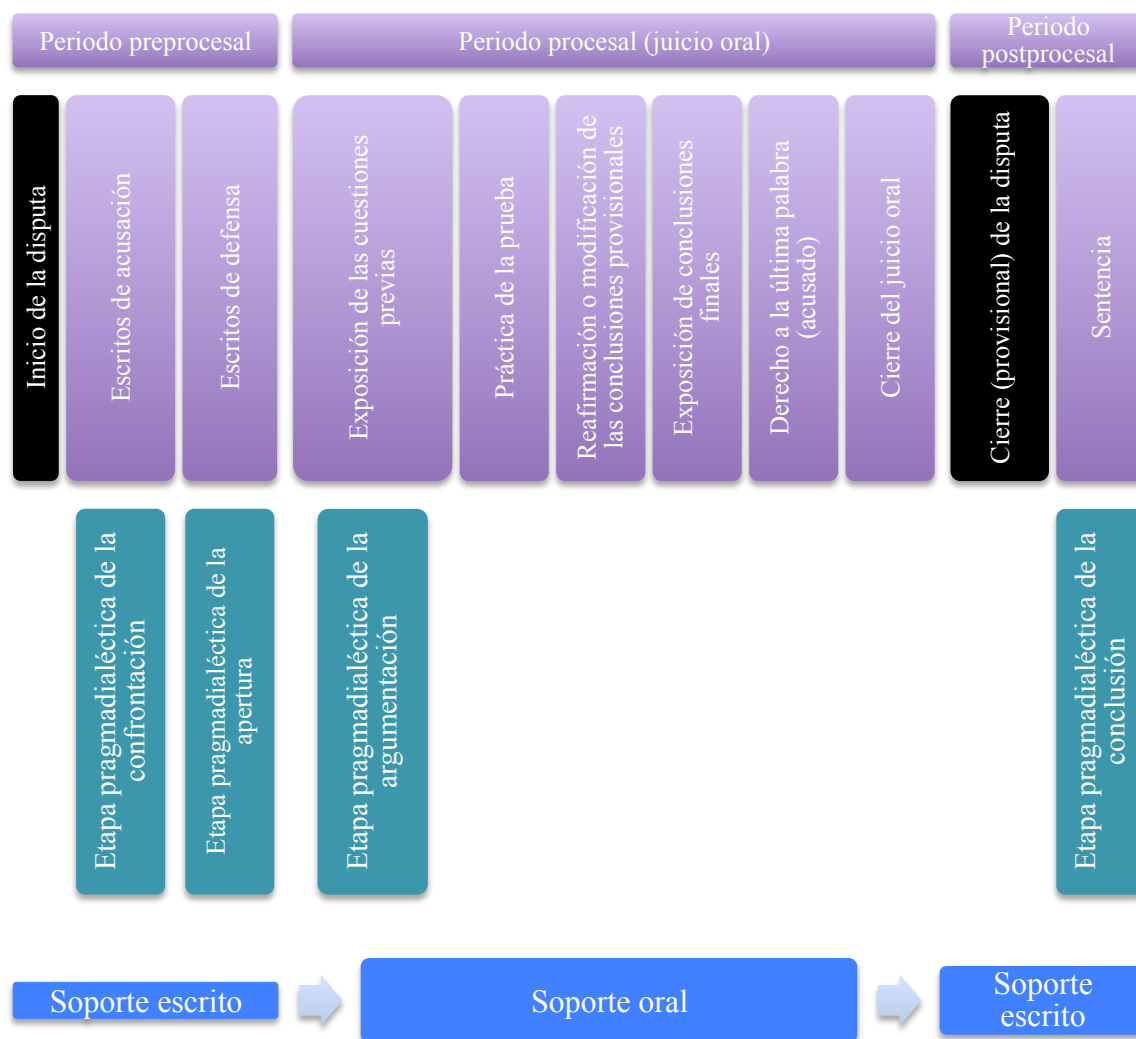 Periodo preprocesal
Periodo procesal (juicio oral)
Periodo
postprocesal
Inicio de la disputa
Escritos de acusación
Escritos de defensa
Exposición de las cuestiones
previas
Práctica de la prueba
Reafirmación o modificación de
las conclusiones provisionales
Exposición de conclusiones
finales
Derecho a la última palabra
(acusado)
Cierre del juicio oral
Cierre (provisional) de la disputa
Sentencia
Etapa pragmadialéctica de la
confrontación
Etapa pragmadialéctica de la
apertura
Etapa pragmadialéctica de la
argumentación
Etapa pragmadialéctica de la
conclusión
Soporte escrito
Soporte oral
Soporte
escrito